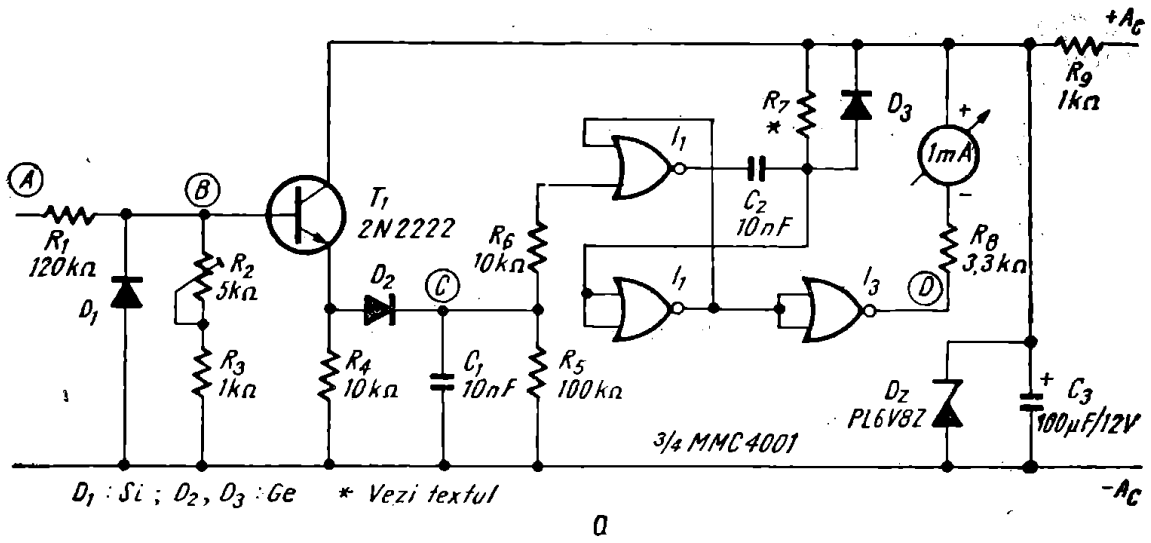 +Ac
R9
1kΩ
R7
*
D3
I1
+
1mA
-
A
B
T1
2N2222
R1
120kΩ
R2
5kΩ
R6
10kΩ
C2
10nF
R8
3,3kΩ
D1
D2
C
I1
I3
D
R3
1kΩ
R4
10kΩ
C1
10nF
R5
100kΩ
DZ
PL6V8Z
+
C3
100µF/12V
3/4 MMC4001
D1 : Si ; D2, D3 : Ge * Vezi textul
-Ac
a